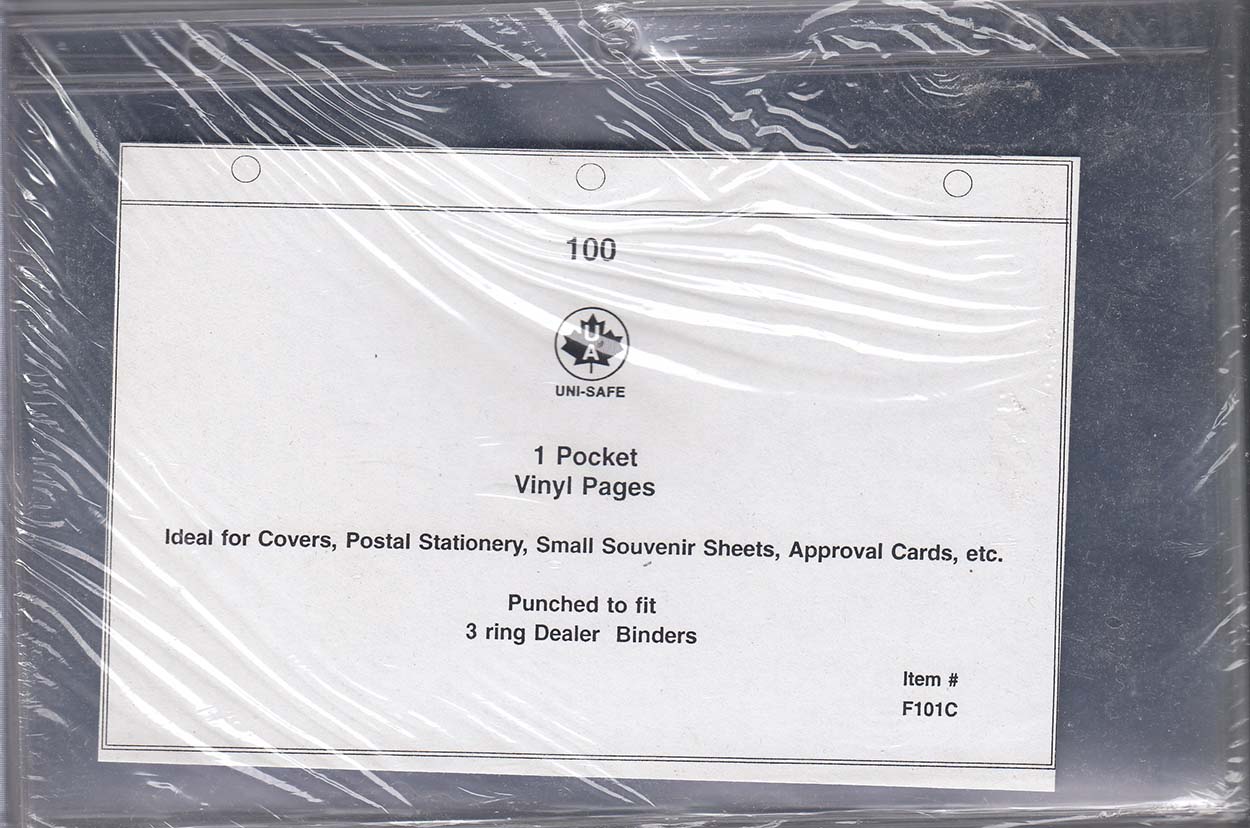 100
U
A
UNI-SAFE
1 Pocket
Vinyl Pages
Ideal for Covers, Postal Stationery, Small Souvenir Sheets, Approval Cards, etc.
Punched to fit
3 ring Dealer Binders
Item #
F101C